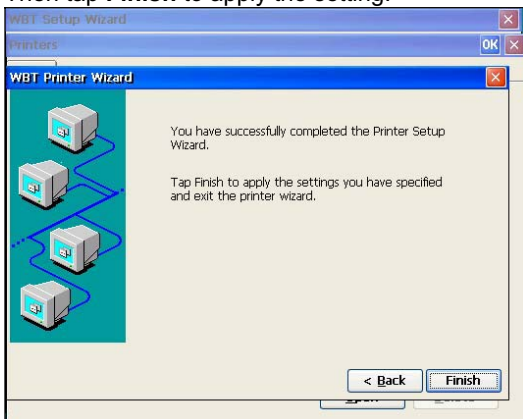 Then tap Finish to apply the setting.
WBT Setup Wizard
Printers
OK
WBT Printer Wizard
You have successfully completed the Printer Setup
Wizard.
Tap Finish to apply the settings you have specified
and exit the printer wizard.
< Back
Finish